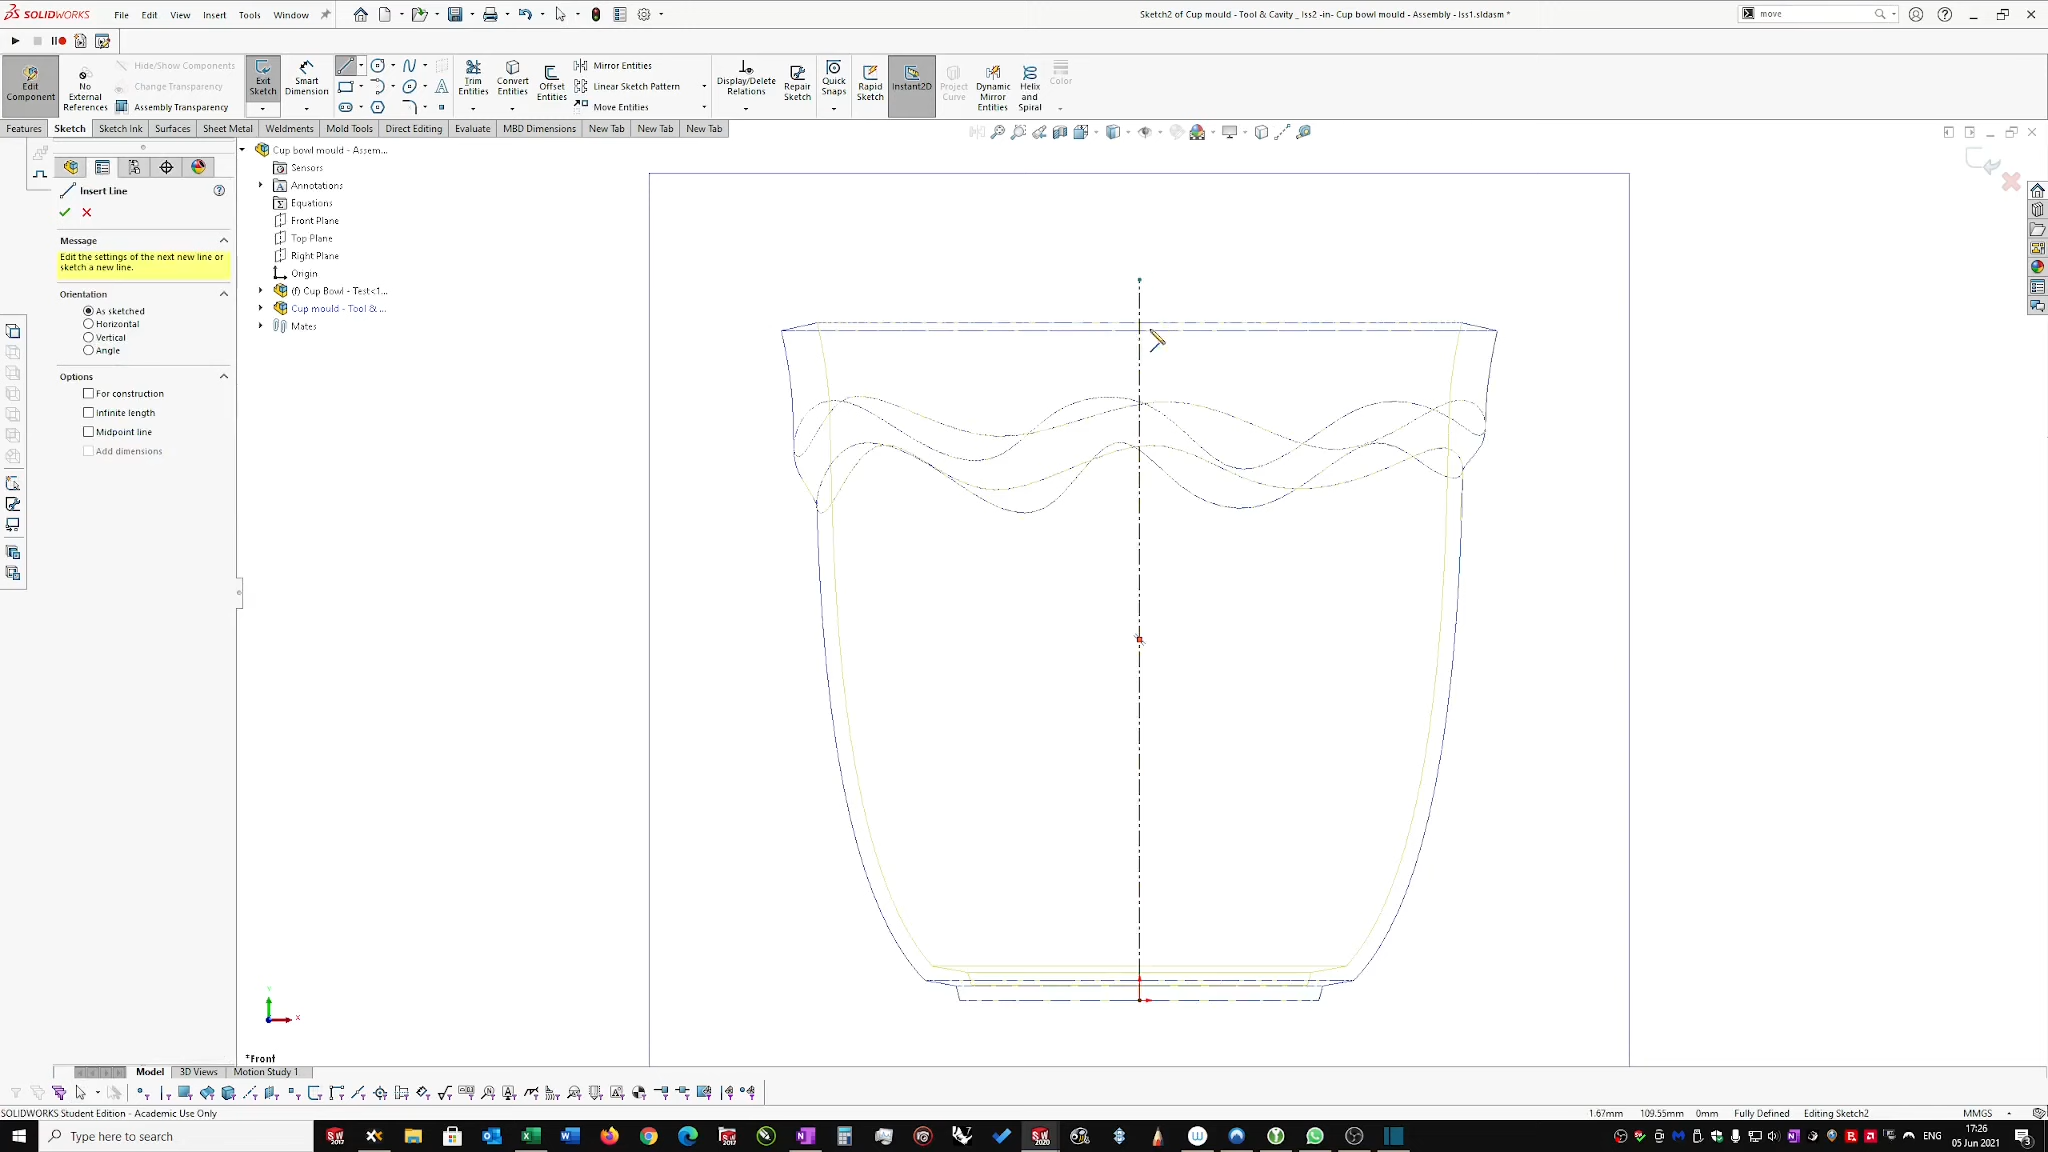 SOLIDWORKS File Edit View Insert Tools Window
Sketch2 of Cup mould - Tool & Cavity _ Iss2 -in- Cup bowl mould - Assembly - Iss1.sldasm *
move
Edit Component
No External References
Hide/Show Components
Change Transparency
Assembly Transparency
Exit Sketch
Smart Dimension
Trim Entities
Convert Entities
Offset Entities
Mirror Entities
Linear Sketch Pattern
Move Entities
Display/Delete Relations
Repair Sketch
Quick Snaps
Rapid Sketch
Instant2D
Project Curve
Dynamic Mirror Entities
Helix and Spiral
Color
Features Sketch Sketch Ink Surfaces Sheet Metal Weldments Mold Tools Direct Editing Evaluate MBD Dimensions New Tab New Tab New Tab
Insert Line
Message
Edit the settings of the next new line or
sketch a new line.
Orientation
As sketched
Horizontal
Vertical
Angle
Options
For construction
Infinite length
Midpoint line
Add dimensions
Cup bowl mould - Assem...
Sensors
Annotations
Equations
Front Plane
Top Plane
Right Plane
Origin
(f) Cup Bowl - Test<1...
Cup mould - Tool & ...
Mates
Y
X
*Front
Model 3D Views Motion Study 1
SOLIDWORKS Student Edition - Academic Use Only
1.67mm 109.55mm 0mm Fully Defined Editing Sketch2 MMGS
Type here to search
ENG
17:26
05 Jun 2021